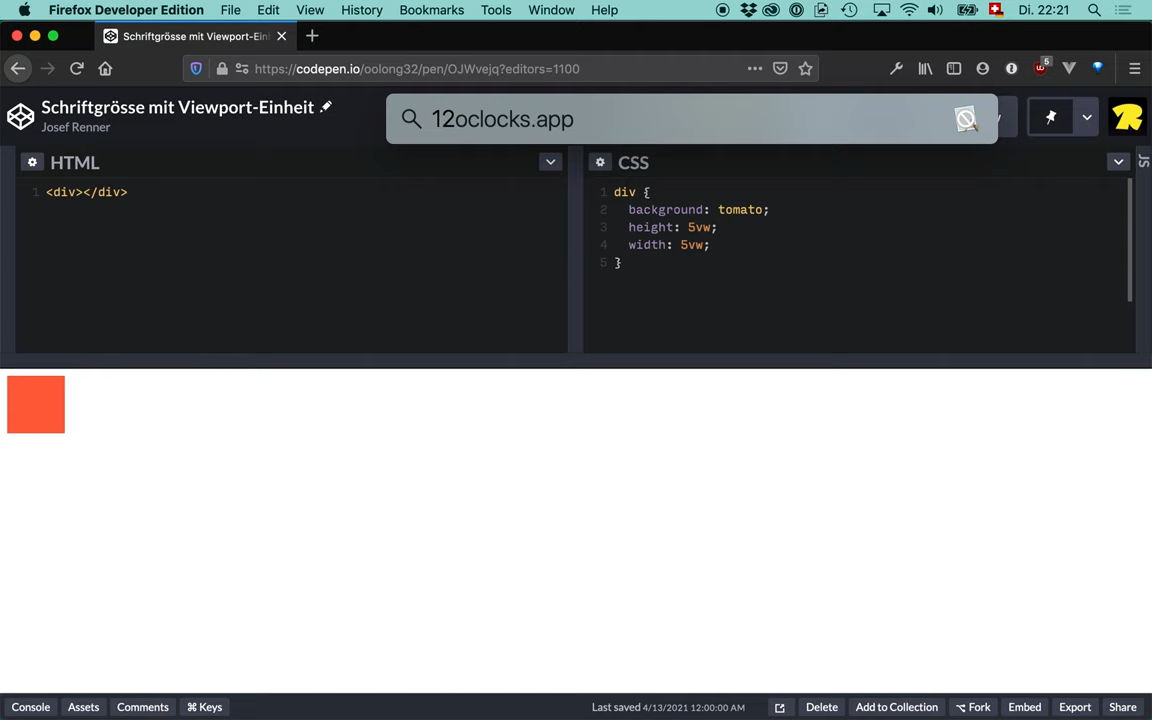 Firefox Developer Edition File Edit View History Bookmarks Tools Window Help Di. 22:21
Schriftgrösse mit Viewport-Einh
https://codepen.io/oolong32/pen/OJWvejq?editors=1100
5
Schriftgrösse mit Viewport-Einheit
Josef Renner
12oclocks.app
HTML
1 <div></div>
CSS
1 div {
2 background: tomato;
3 height: 5vw;
4 width: 5vw;
5 }
JS
Console Assets Comments ⌘ Keys Last saved 4/13/2021 12:00:00 AM Delete Add to Collection ⌥ Fork Embed Export Share